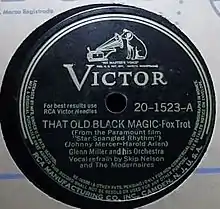 Marca Registrada
"HIS MASTER'S VOICE"
VICTOR
For best results use
RCA Victor Needles
20-1523-A
THAT OLD BLACK MAGIC-Fox Trot
(From the Paramount film
"Star Spangled Rhythm")
(Johnny Mercer-Harold Arlen)
Glenn Miller and his Orchestra
Vocal refrain by Skip Nelson
and The Modernaires
RCA MANUFACTURING CO., INC., CAMDEN, N.J., U.S.A.